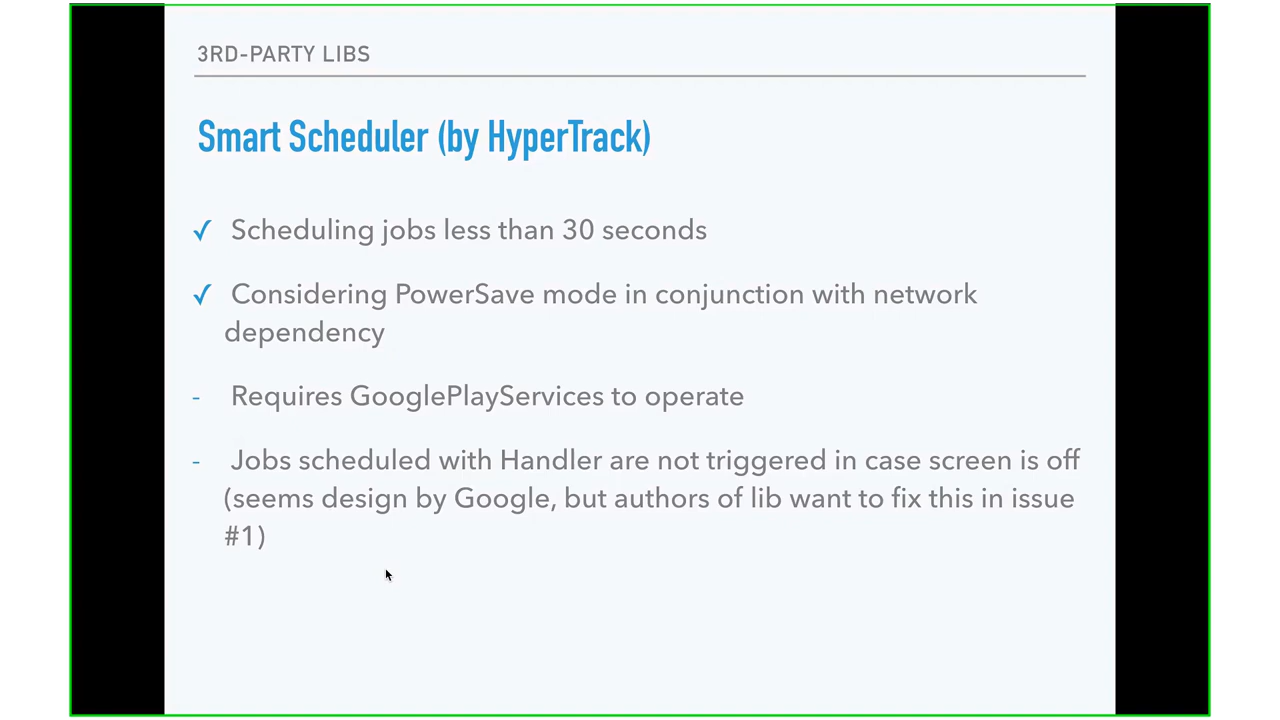 3RD-PARTY LIBS
Smart Scheduler (by HyperTrack)
✓ Scheduling jobs less than 30 seconds
✓ Considering PowerSave mode in conjunction with network
dependency
- Requires GooglePlayServices to operate
- Jobs scheduled with Handler are not triggered in case screen is off
(seems design by Google, but authors of lib want to fix this in issue
#1)